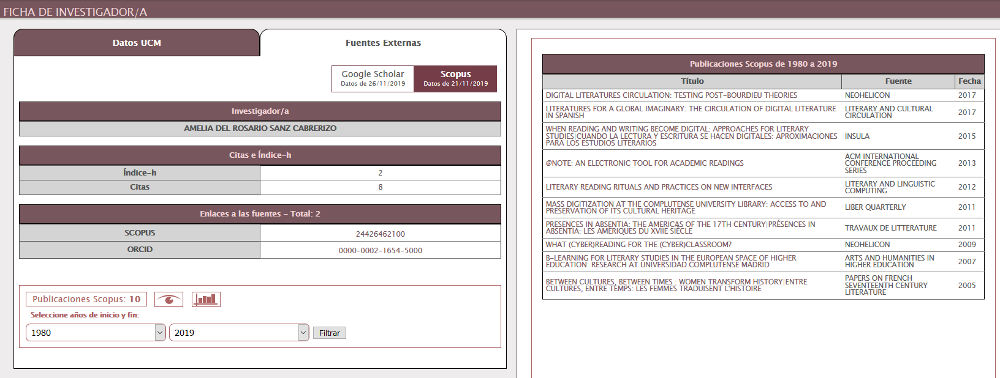 FICHA DE INVESTIGADOR/A
Datos UCM
Fuentes Externas
Google Scholar
Datos de 26/11/2019
Scopus
Datos de 21/11/2019
Investigador/a
AMELIA DEL ROSARIO SANZ CABRERIZO
Citas e Índice-h
Índice-h 2
Citas 8
Enlaces a las fuentes - Total: 2
SCOPUS 24426462100
ORCID 0000-0002-1654-5000
Publicaciones Scopus: 10
Seleccione años de inicio y fin:
1980 2019 Filtrar
Publicaciones Scopus de 1980 a 2019
Título Fuente Fecha
DIGITAL LITERATURES CIRCULATION: TESTING POST-BOURDIEU THEORIES NEOHELICON 2017
LITERATURES FOR A GLOBAL IMAGINARY: THE CIRCULATION OF DIGITAL LITERATURE
IN SPANISH
LITERARY AND CULTURAL
CIRCULATION
2017
WHEN READING AND WRITING BECOME DIGITAL: APPROACHES FOR LITERARY
STUDIES|CUANDO LA LECTURA Y ESCRITURA SE HACEN DIGITALES: APROXIMACIONES
PARA LOS ESTUDIOS LITERARIOS
INSULA
2015
@NOTE: AN ELECTRONIC TOOL FOR ACADEMIC READINGS
ACM INTERNATIONAL
CONFERENCE PROCEEDING
SERIES
2013
LITERARY READING RITUALS AND PRACTICES ON NEW INTERFACES
LITERARY AND LINGUISTIC
COMPUTING
2012
MASS DIGITIZATION AT THE COMPLUTENSE UNIVERSITY LIBRARY: ACCESS TO AND
PRESERVATION OF ITS CULTURAL HERITAGE
LIBER QUARTERLY
2011
PRESENCES IN ABSENTIA: THE AMERICAS OF THE 17TH CENTURY|PRÉSENCES IN
ABSENTIA: LES AMÉRIQUES DU XVIIE SIÈCLE
TRAVAUX DE LITTERATURE
2011
WHAT (CYBER)READING FOR THE (CYBER)CLASSROOM? NEOHELICON 2009
B-LEARNING FOR LITERARY STUDIES IN THE EUROPEAN SPACE OF HIGHER
EDUCATION: RESEARCH AT UNIVERSIDAD COMPLUTENSE MADRID
ARTS AND HUMANITIES IN
HIGHER EDUCATION
2007
BETWEEN CULTURES, BETWEEN TIMES : WOMEN TRANSFORM HISTORY|ENTRE
CULTURES, ENTRE TEMPS: LES FEMMES TRADUISENT L'HISTOIRE
PAPERS ON FRENCH
SEVENTEENTH CENTURY
LITERATURE
2005